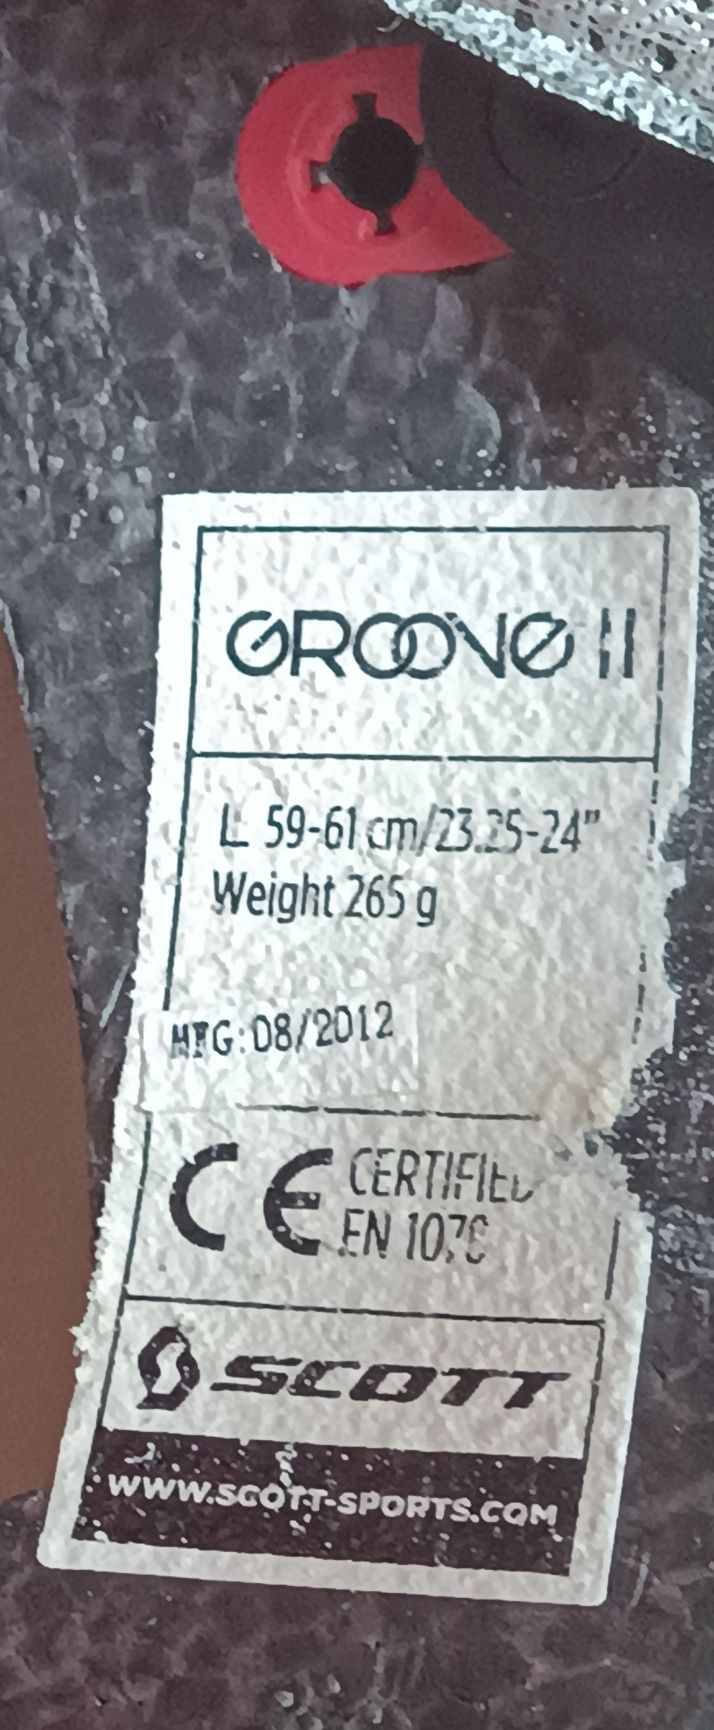 GROOVE II
L 59-61 cm/23.25-24"
Weight 265 g
MFG:08/2012
CE CERTIFIED
EN 1078
SCOTT
WWW.SCOTT-SPORTS.COM